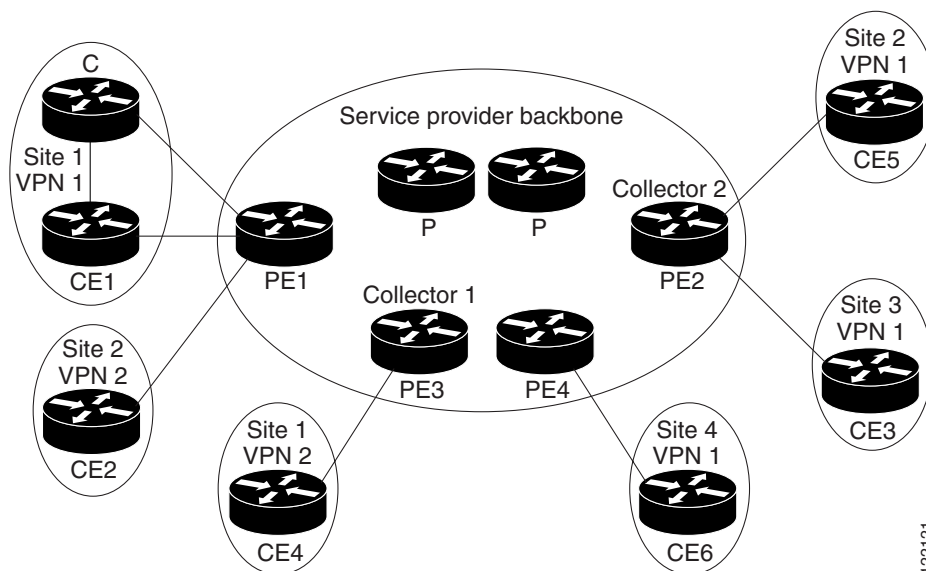 C
Site 1
VPN 1
CE1
Site 2
VPN 2
CE2
Service provider backbone
P
P
PE1
Collector 2
PE2
Collector 1
PE3
PE4
Site 1
VPN 2
CE4
Site 4
VPN 1
CE6
Site 2
VPN 1
CE5
Site 3
VPN 1
CE3